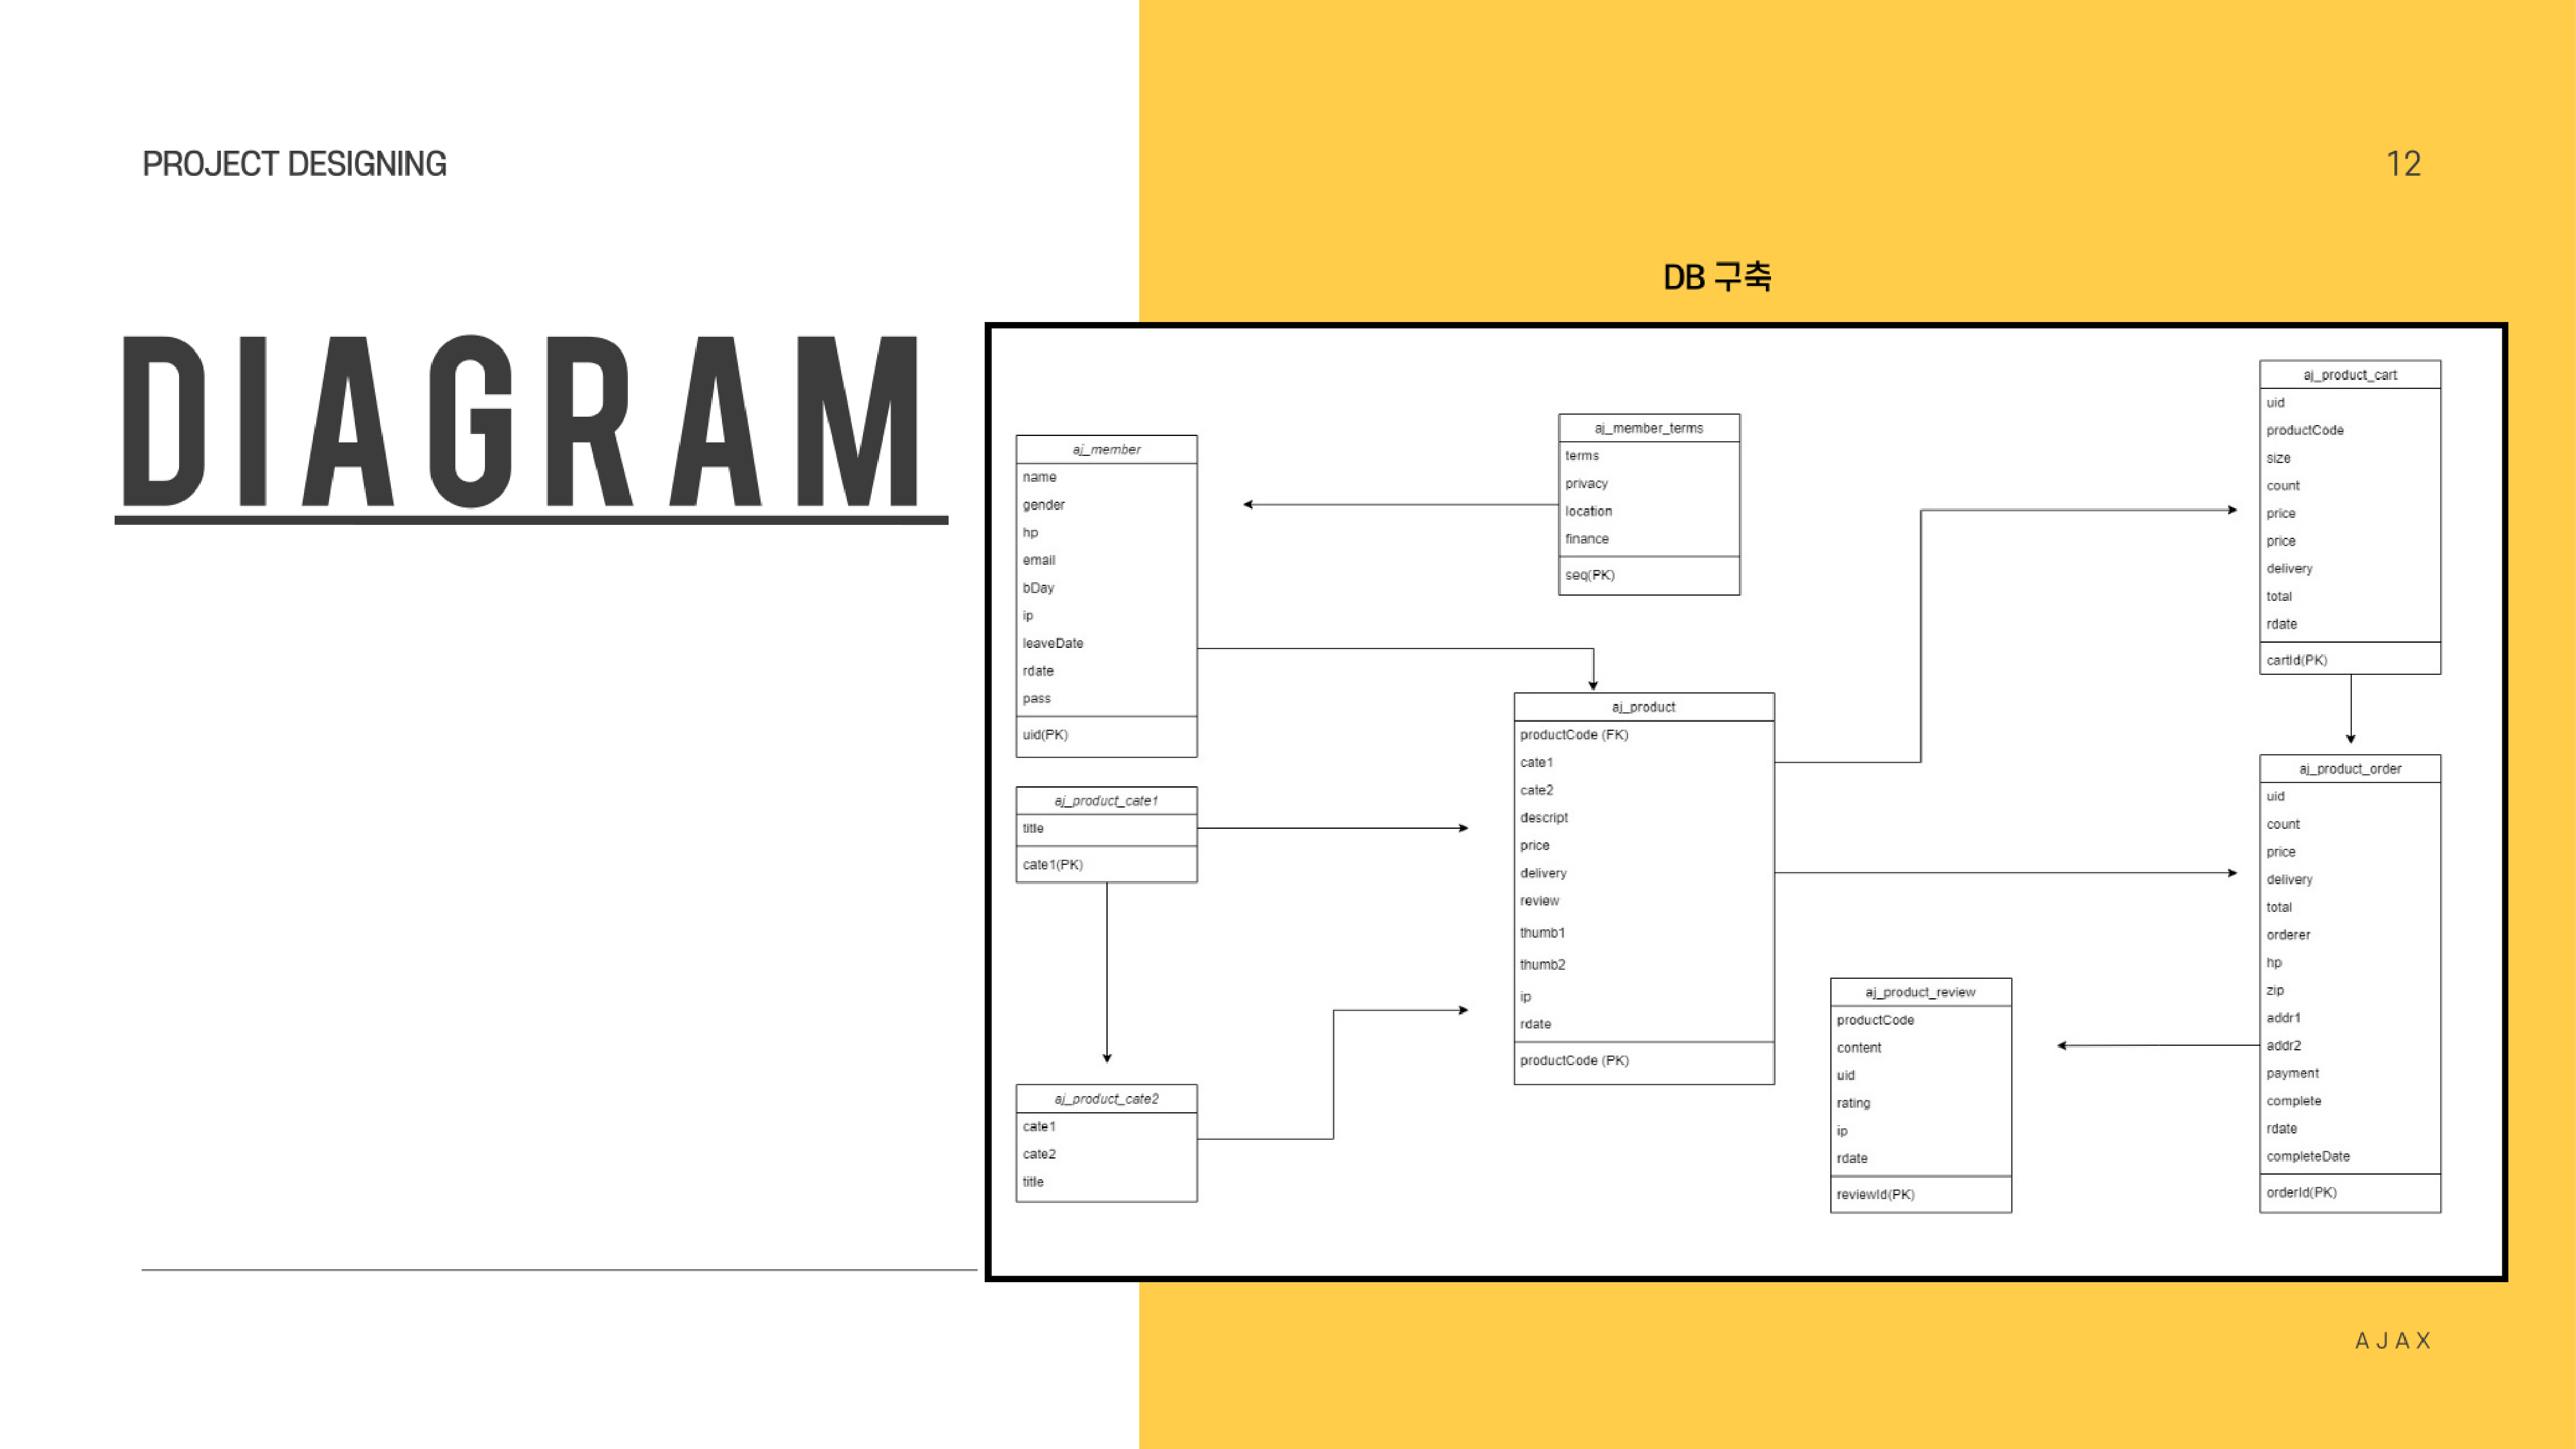 PROJECT DESIGNING
12
DIAGRAM
DB 구축
aj_member
name
gender
hp
email
bDay
ip
leaveDate
rdate
pass
uid(PK)
aj_product_cate1
title
cate1(PK)
aj_product_cate2
cate1
cate2
title
aj_member_terms
terms
privacy
location
finance
seq(PK)
aj_product
productCode (FK)
cate1
cate2
descript
price
delivery
review
thumb1
thumb2
ip
rdate
productCode (PK)
aj_product_review
productCode
content
uid
rating
ip
rdate
reviewId(PK)
aj_product_cart
uid
productCode
size
count
price
price
delivery
total
rdate
cartId(PK)
aj_product_order
uid
count
price
delivery
total
orderer
hp
zip
addr1
addr2
payment
complete
rdate
completeDate
orderId(PK)
AJAX